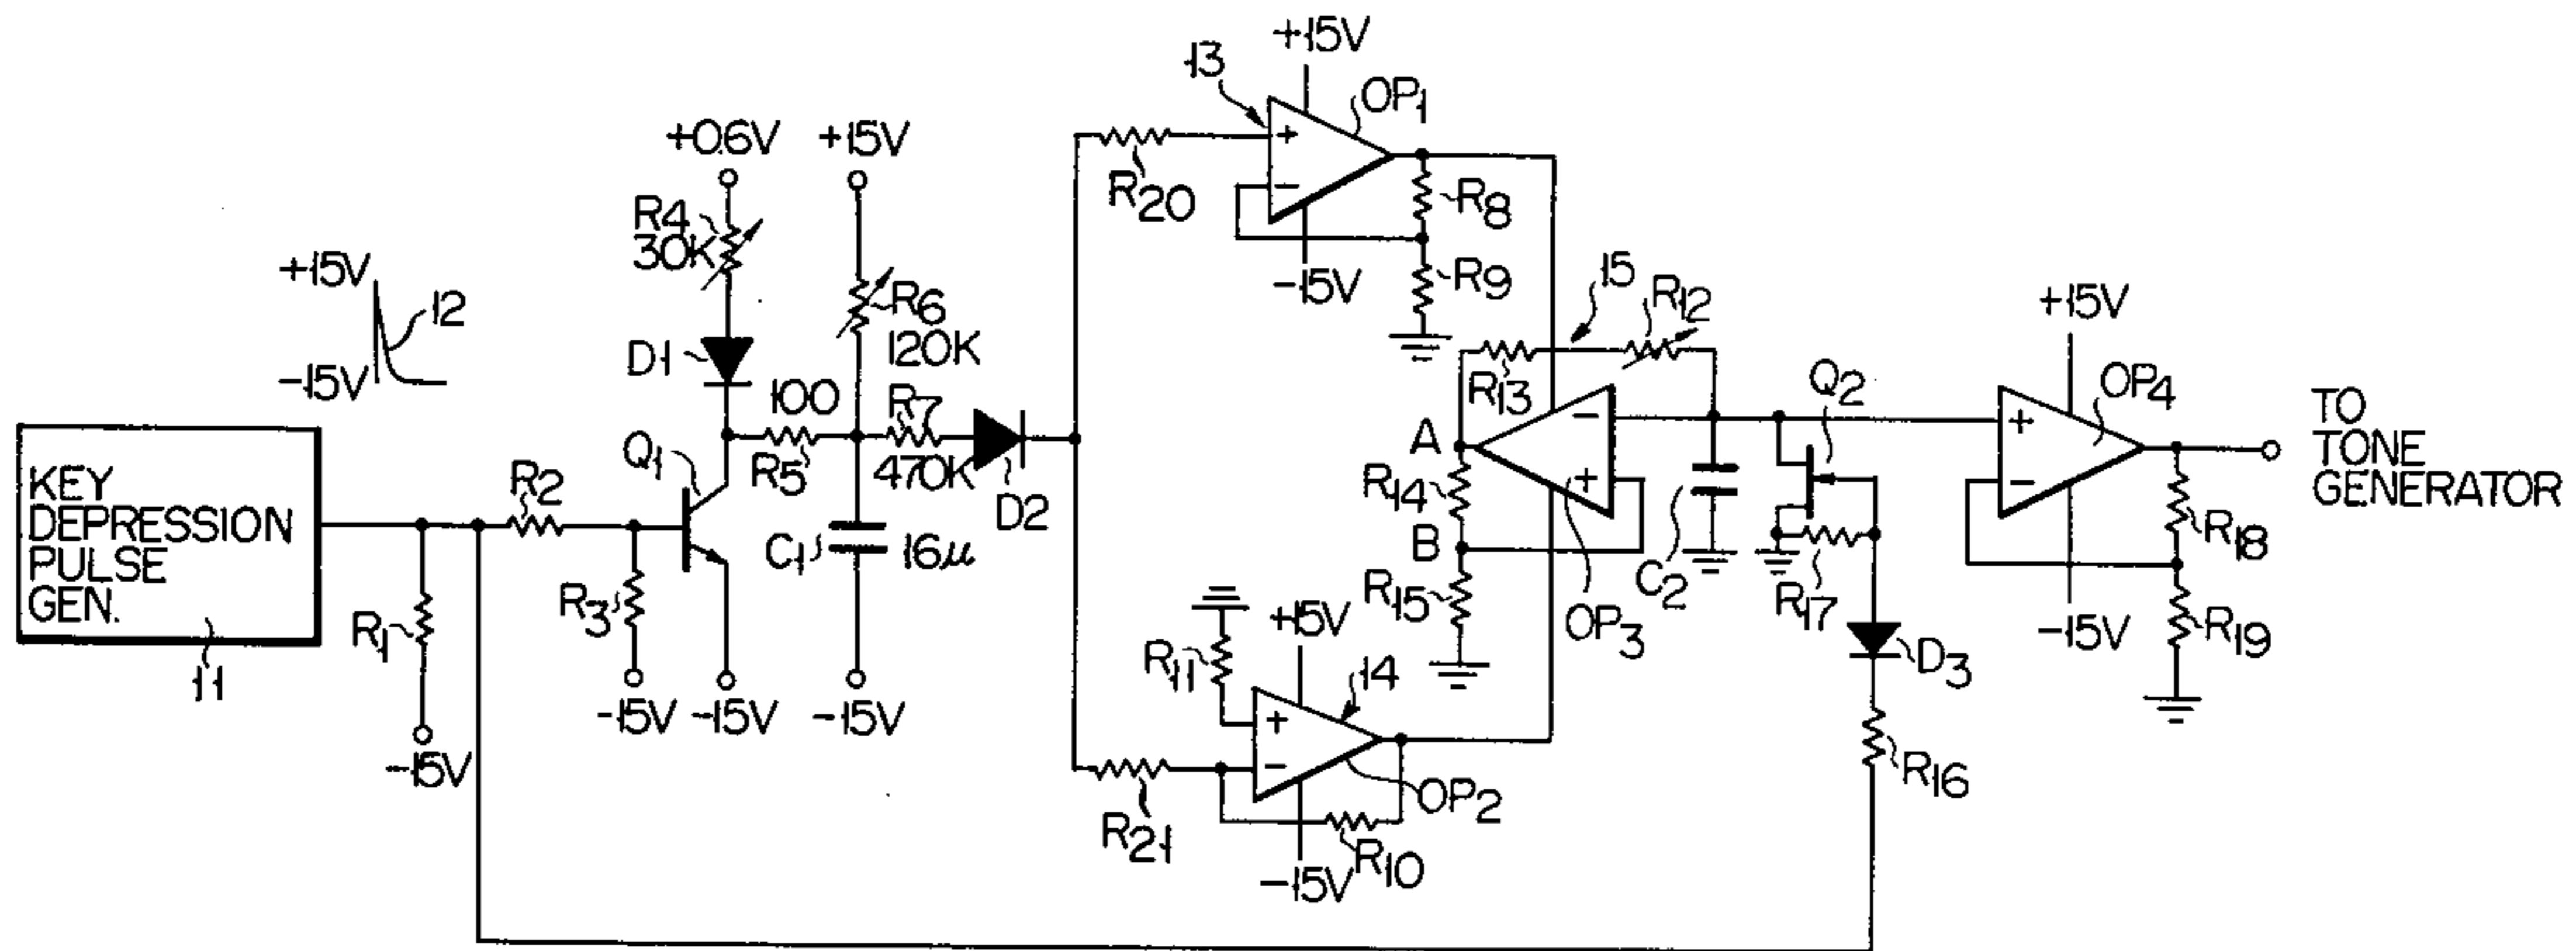 +15V
13
OP1
+0.6V
+15V
R4
30K
R20
R8
-15V
R9
+15V
-15V
12
R6
120K
D1
100
R7
15
R12
R13
Q2
+15V
OP4
TO
TONE
GENERATOR
KEY
DEPRESSION
PULSE
GEN.
11
R2
Q1
R5
470K
D2
A
R14
B
R15
C2
R17
R18
R19
R1
R3
C1
16μ
-15V
-15V
-15V
-15V
R11
+15V
14
OP3
-15V
D3
R21
OP2
R10
-15V
R16
+
-
-
+
+
-
+
-